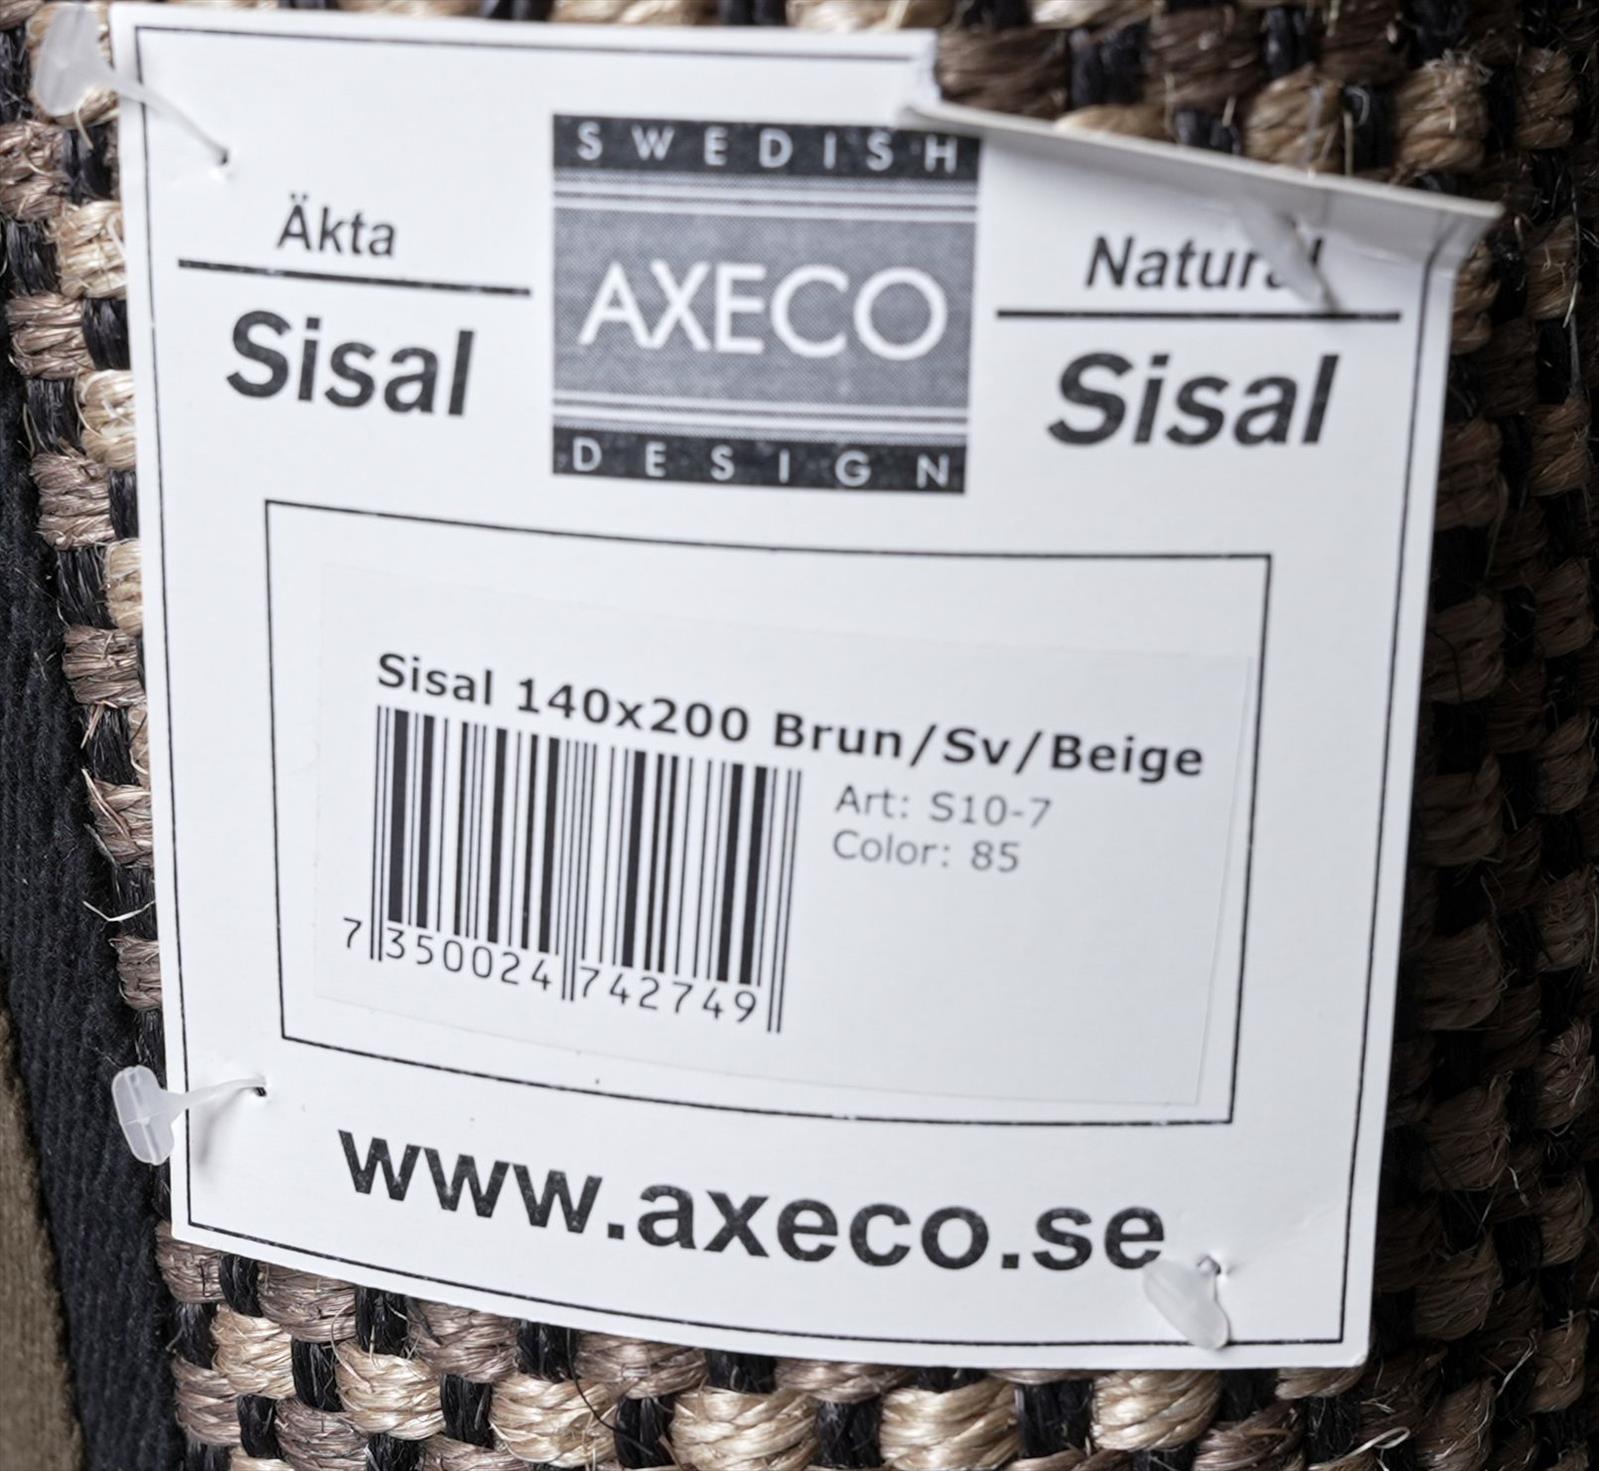 SWEDISH
AXECO
DESIGN
Äkta
Sisal
Natural
Sisal
Sisal 140x200 Brun/Sv/Beige
Art: S10-7
Color: 85
7 350024 742749
www.axeco.se